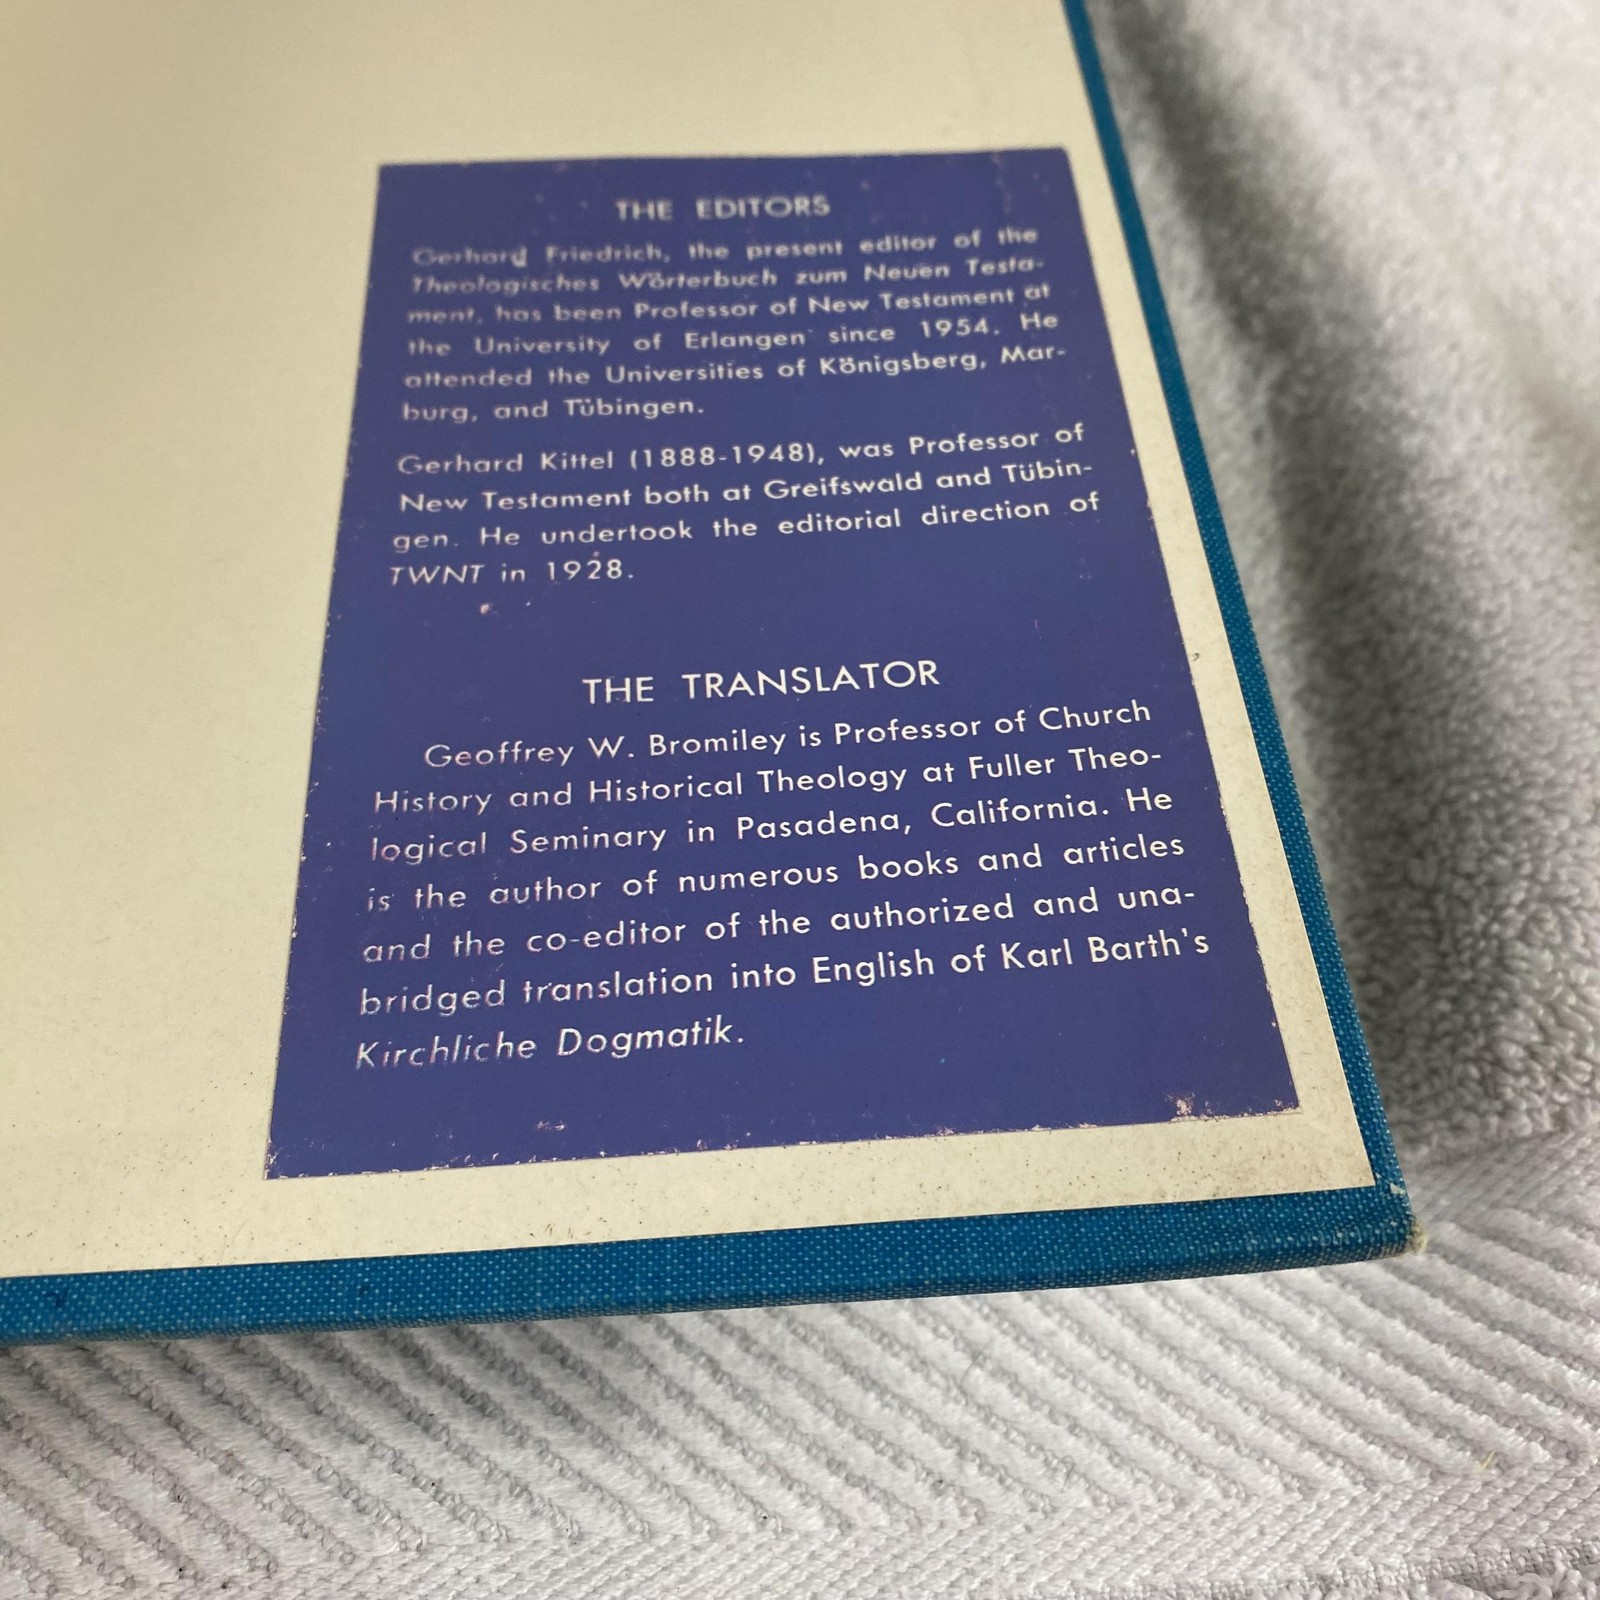 THE EDITORS
Gerhard Friedrich, the present editor of the
Theologisches Wörterbuch zum Neuen Testa-
ment, has been Professor of New Testament at
the University of Erlangen since 1954. He
attended the Universities of Königsberg, Mar-
burg, and Tübingen.
Gerhard Kittel (1888-1948), was Professor of
New Testament both at Greifswald and Tübin-
gen. He undertook the editorial direction of
TWNT in 1928.
THE TRANSLATOR
Geoffrey W. Bromiley is Professor of Church
History and Historical Theology at Fuller Theo-
logical Seminary in Pasadena, California. He
is the author of numerous books and articles
and the co-editor of the authorized and una-
bridged translation into English of Karl Barth's
Kirchliche Dogmatik.